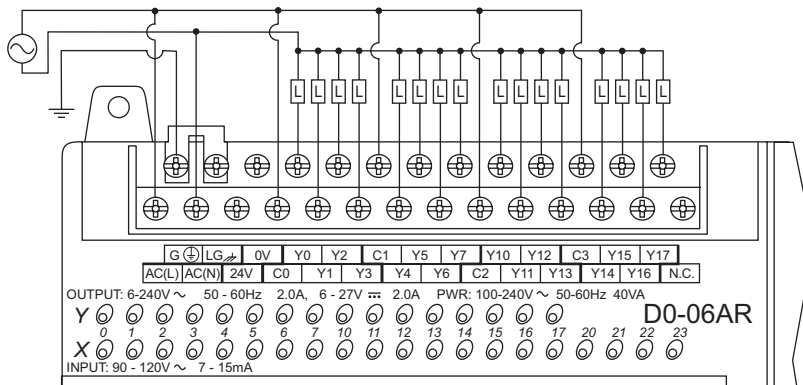 L L L L L L L L L L L L L L L L
G LG 0V Y0 Y2 C1 Y5 Y7 Y10 Y12 C3 Y15 Y17
AC(L) AC(N) 24V C0 Y1 Y3 Y4 Y6 C2 Y11 Y13 Y14 Y16 N.C.
OUTPUT: 6-240V ~ 50 - 60Hz 2.0A, 6 - 27V ⎓ 2.0A PWR: 100-240V ~ 50-60Hz 40VA
Y D0-06AR
0 1 2 3 4 5 6 7 10 11 12 13 14 15 16 17 20 21 22 23
X
INPUT: 90 - 120V ~ 7 - 15mA